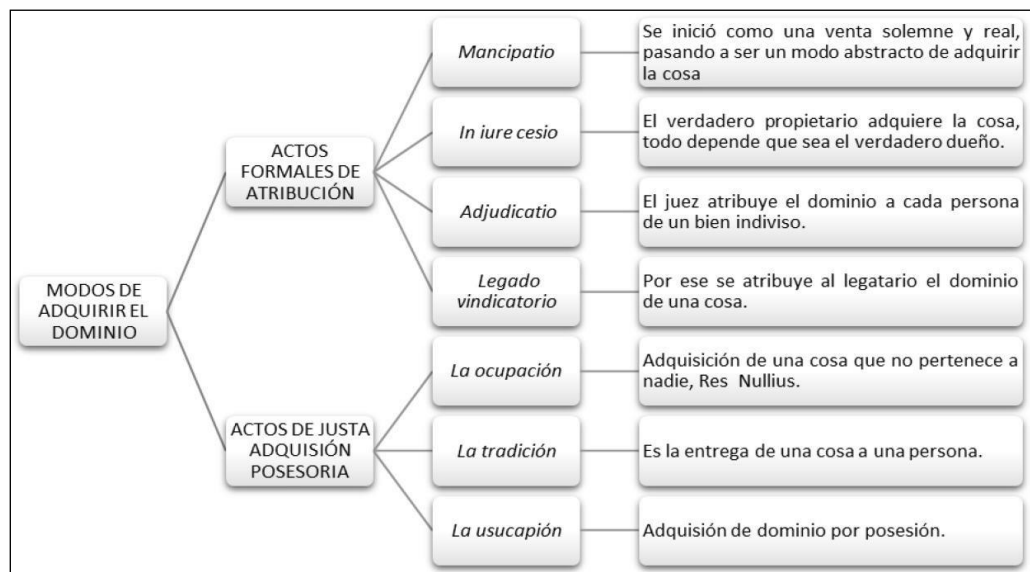 MODOS DE
ADQUIRIR EL
DOMINIO
ACTOS
FORMALES DE
ATRIBUCIÓN
Mancipatio
Se inició como una venta solemne y real,
pasando a ser un modo abstracto de adquirir
la cosa
In iure cesio
El verdadero propietario adquiere la cosa,
todo depende que sea el verdadero dueño.
Adjudicatio
El juez atribuye el dominio a cada persona
de un bien indiviso.
Legado
vindicatorio
Por ese se atribuye al legatario el dominio
de una cosa.
ACTOS DE JUSTA
ADQUISIÓN
POSESORIA
La ocupación
Adquisición de una cosa que no pertenece a
nadie, Res Nullius.
La tradición
Es la entrega de una cosa a una persona.
La usucapión
Adquisión de dominio por posesión.